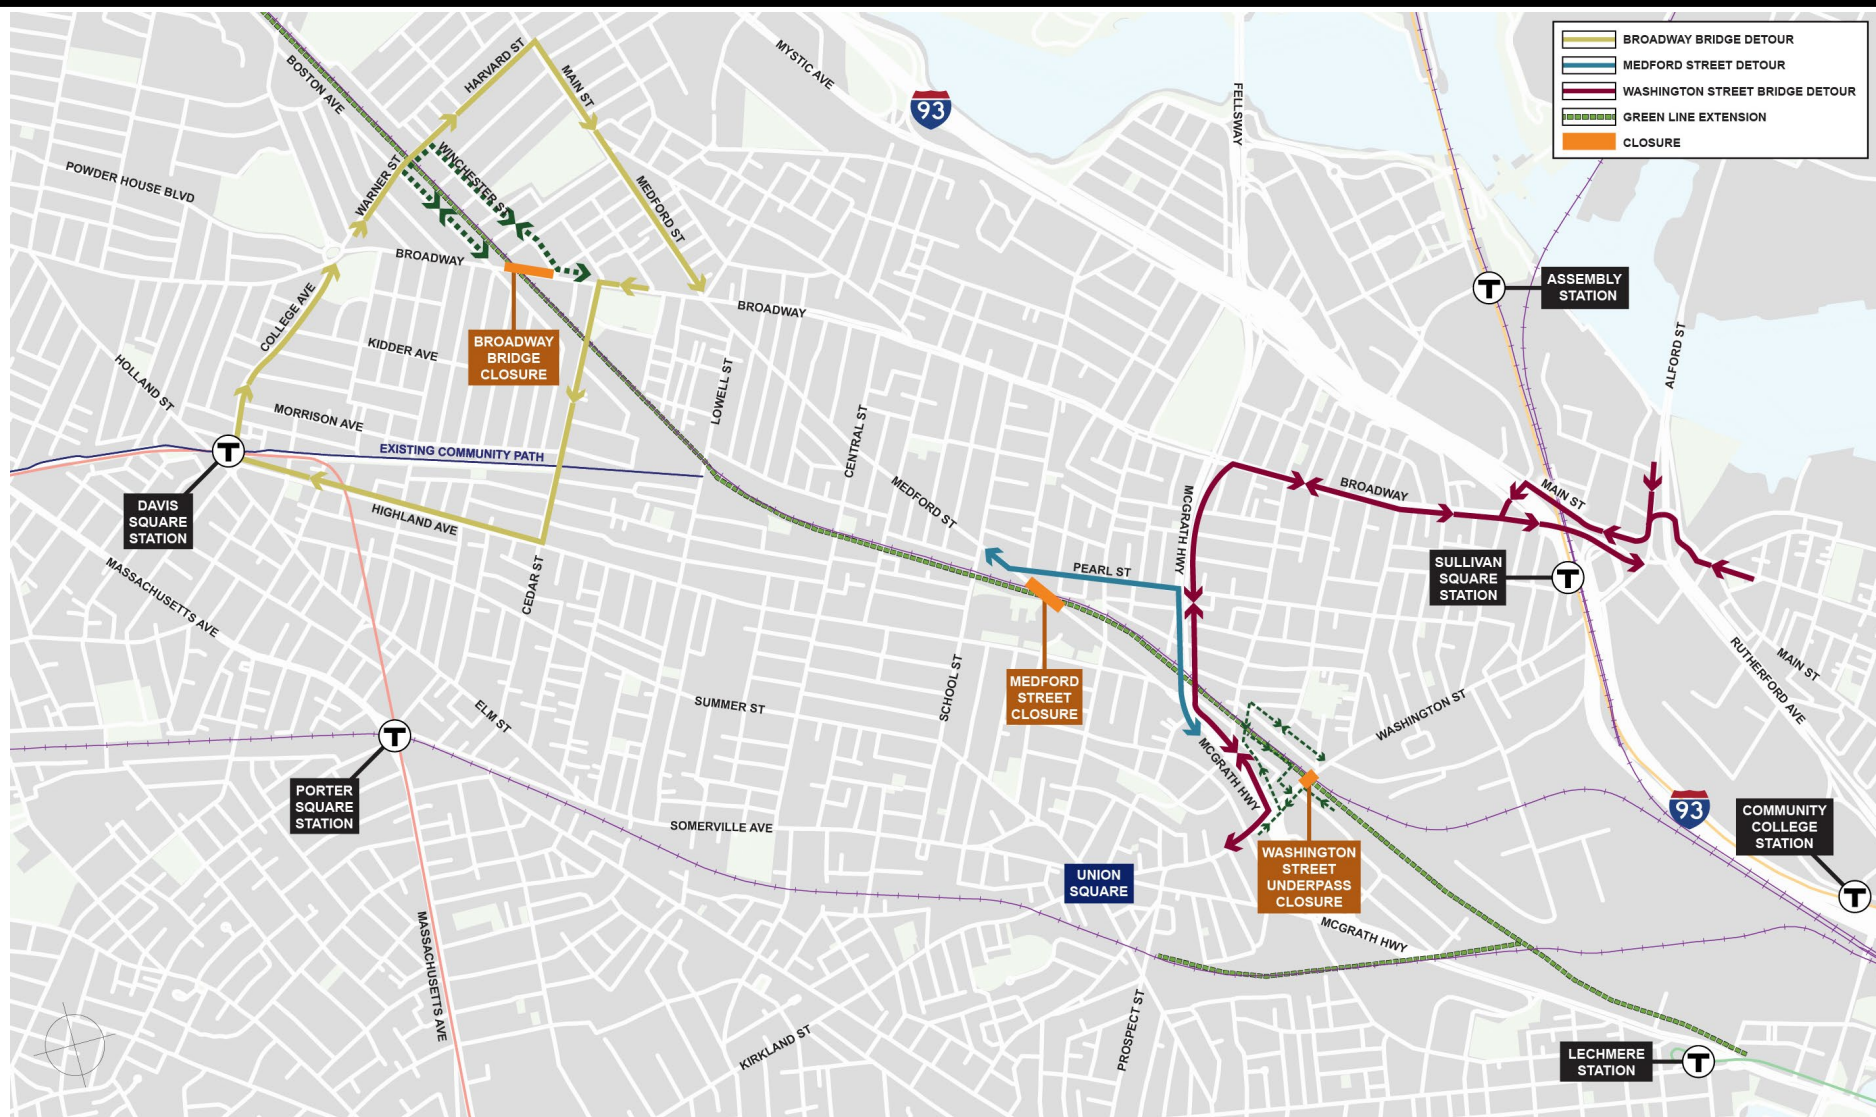 BROADWAY BRIDGE DETOUR
MEDFORD STREET DETOUR
WASHINGTON STREET BRIDGE DETOUR
GREEN LINE EXTENSION
CLOSURE
BOSTON AVE
HARVARD ST
MAIN ST
MYSTIC AVE
93
FELLSWAY
POWDER HOUSE BLVD
WARNER ST
WINCHESTER ST
MEDFORD ST
BROADWAY
BROADWAY
COLLEGE AVE
KIDDER AVE
BROADWAY
BRIDGE
CLOSURE
T
ASSEMBLY
STATION
ALFORD ST
HOLLAND ST
MORRISON AVE
LOWELL ST
CENTRAL ST
EXISTING COMMUNITY PATH
T
DAVIS
SQUARE
STATION
HIGHLAND AVE
MEDFORD ST
MCGRATH HWY
BROADWAY
MAIN ST
MASSACHUSETTS AVE
CEDAR ST
PEARL ST
SULLIVAN
SQUARE
STATION
T
MEDFORD
STREET
CLOSURE
SCHOOL ST
SUMMER ST
ELM ST
WASHINGTON ST
RUTHERFORD AVE
MAIN ST
T
PORTER
SQUARE
STATION
MCGRATH HWY
SOMERVILLE AVE
93
COMMUNITY
COLLEGE
STATION
T
UNION
SQUARE
WASHINGTON
STREET
UNDERPASS
CLOSURE
MCGRATH HWY
MASSACHUSETTS AVE
KIRKLAND ST
PROSPECT ST
LECHMERE
STATION
T